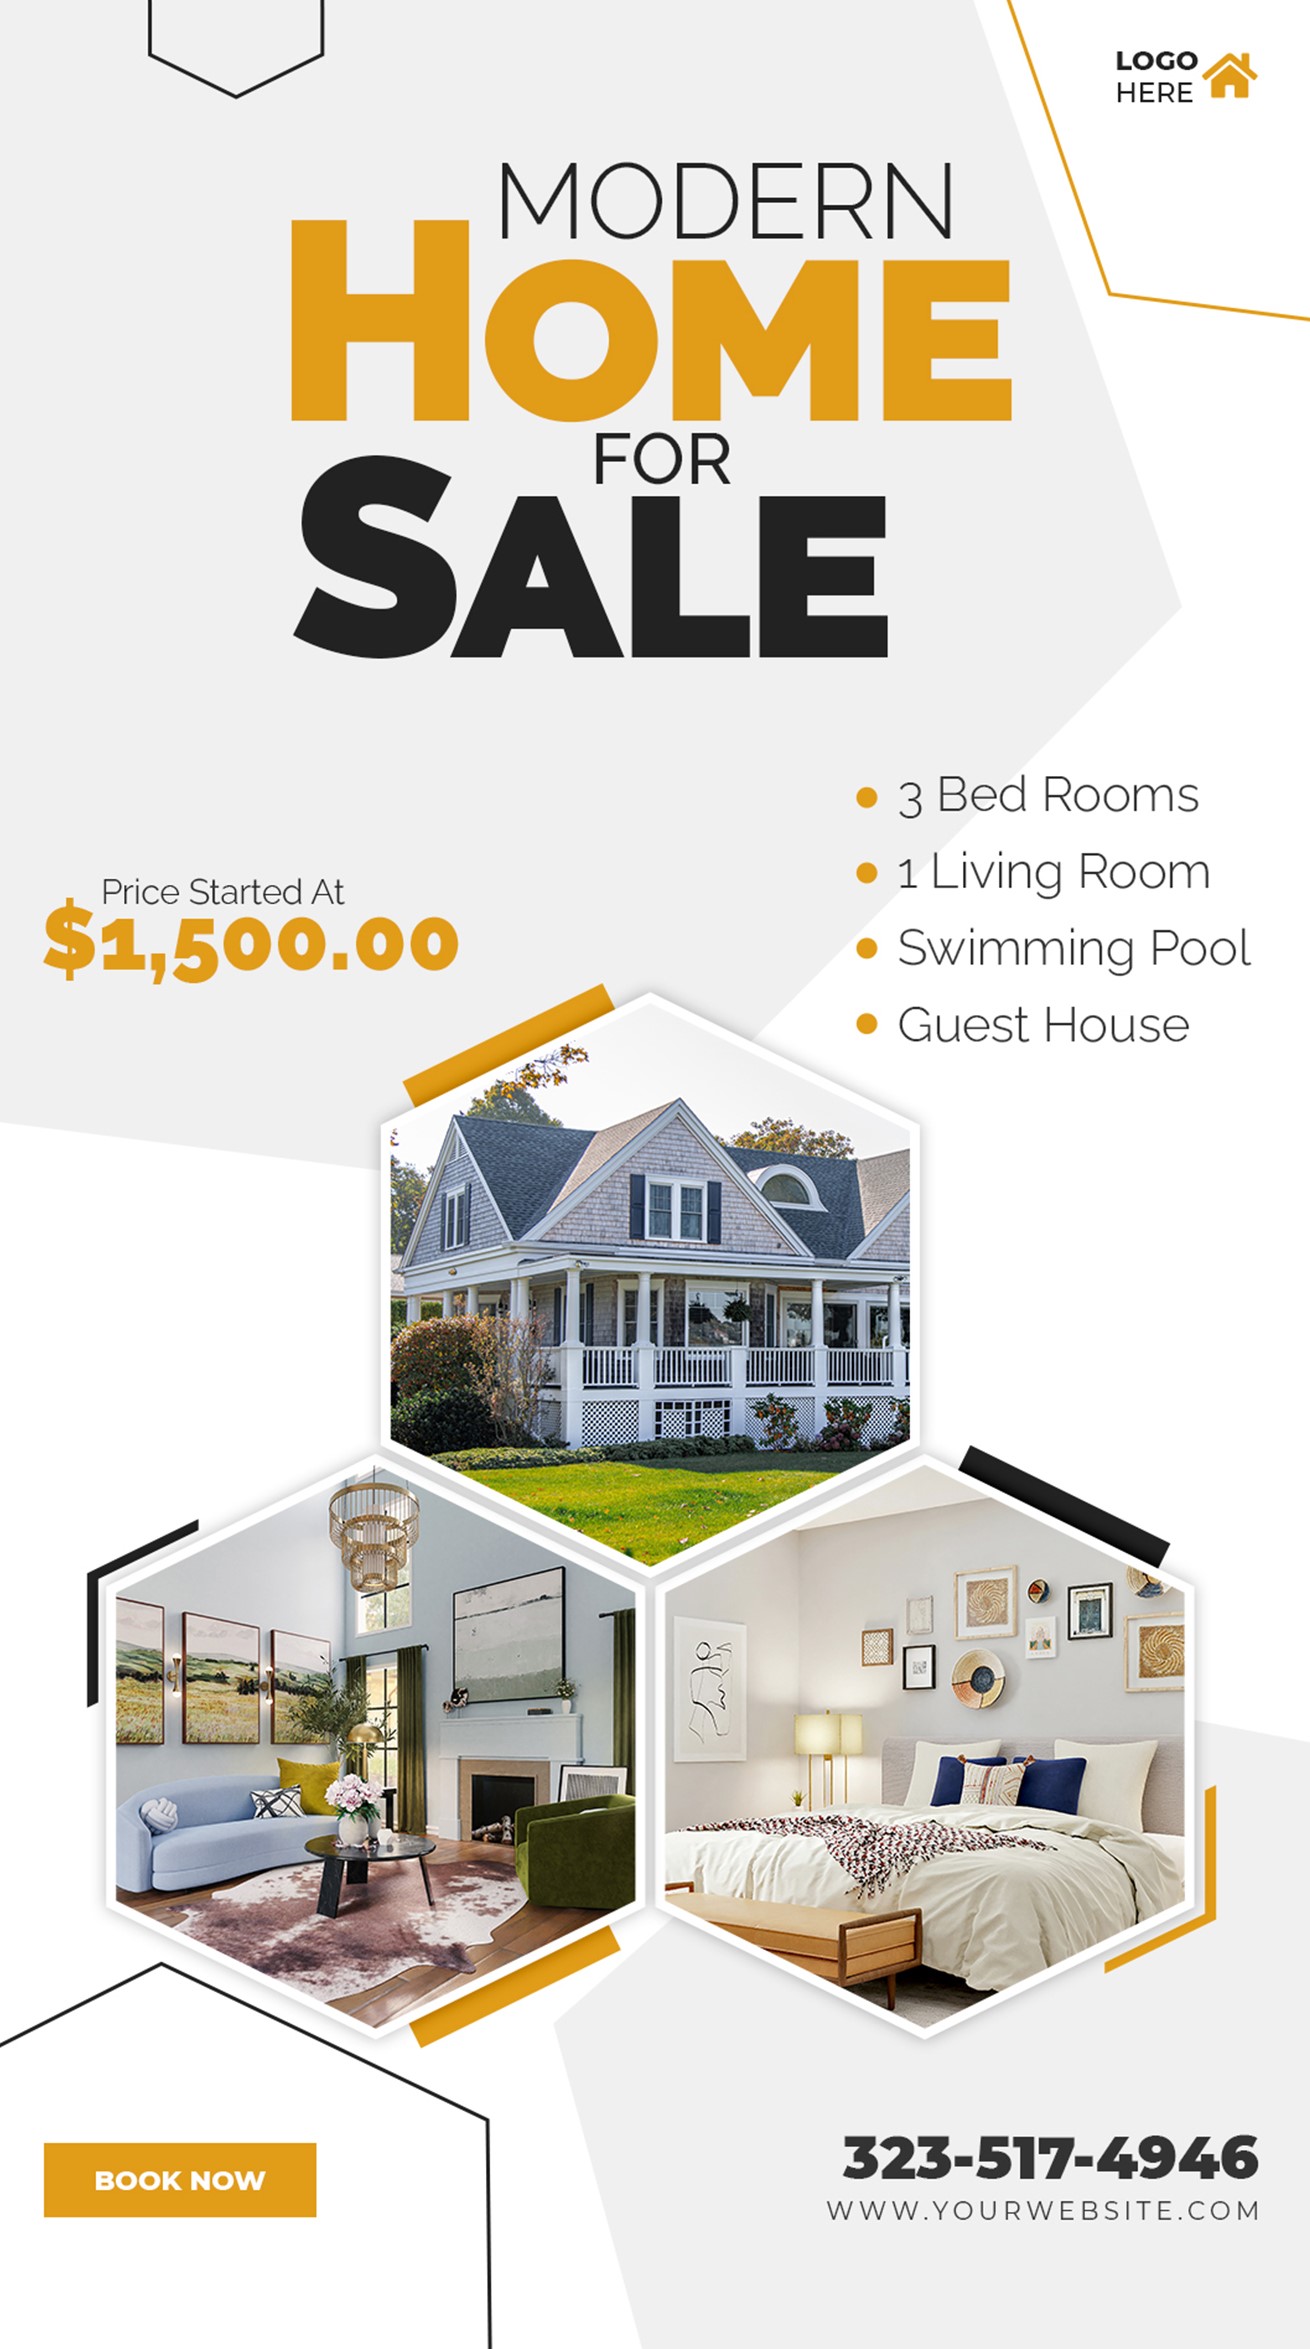 LOGO
HERE
MODERN
HOME
FOR
SALE
3 Bed Rooms
1 Living Room
Swimming Pool
Guest House
Price Started At
$1,500.00
BOOK NOW
323-517-4946
WWW.YOURWEBSITE.COM